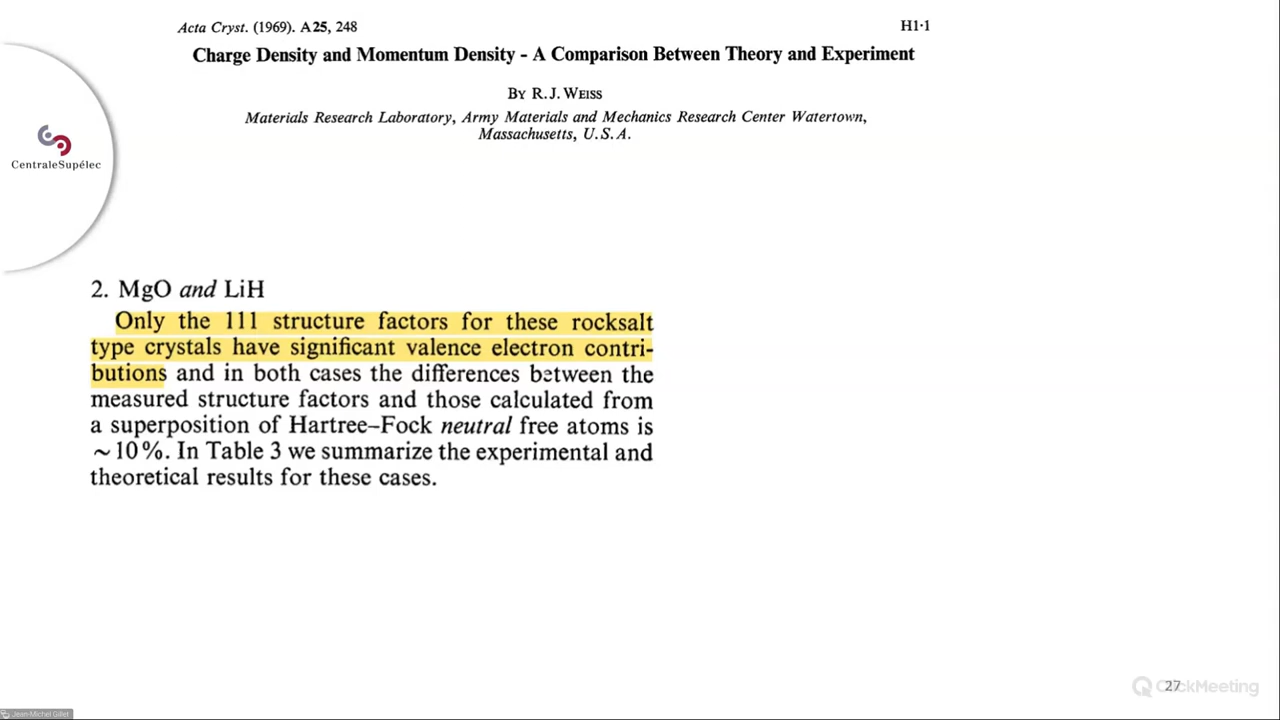 Acta Cryst. (1969). A25, 248
H1·1
Charge Density and Momentum Density - A Comparison Between Theory and Experiment
BY R. J. WEISS
Materials Research Laboratory, Army Materials and Mechanics Research Center Watertown,
Massachusetts, U.S.A.
CentraleSupélec
2. MgO and LiH
Only the 111 structure factors for these rocksalt
type crystals have significant valence electron contri-
butions and in both cases the differences between the
measured structure factors and those calculated from
a superposition of Hartree–Fock neutral free atoms is
~10%. In Table 3 we summarize the experimental and
theoretical results for these cases.
27
ClickMeeting
Jean-Michel Gillet